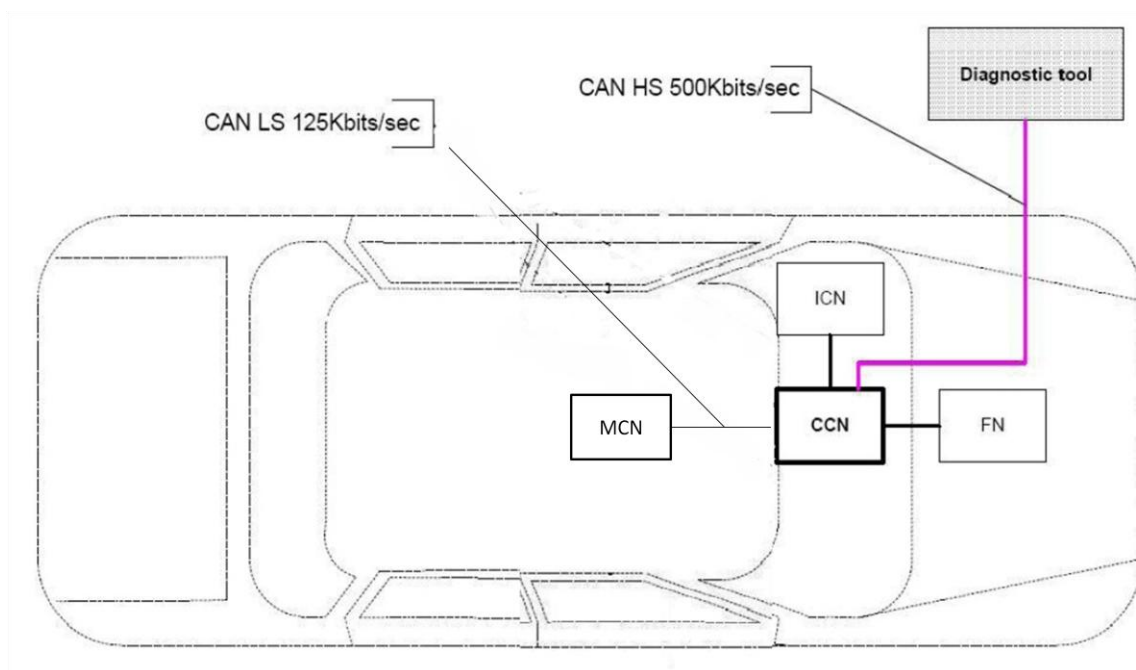 Diagnostic tool
CAN HS 500Kbits/sec
CAN LS 125Kbits/sec
ICN
MCN
CCN
FN